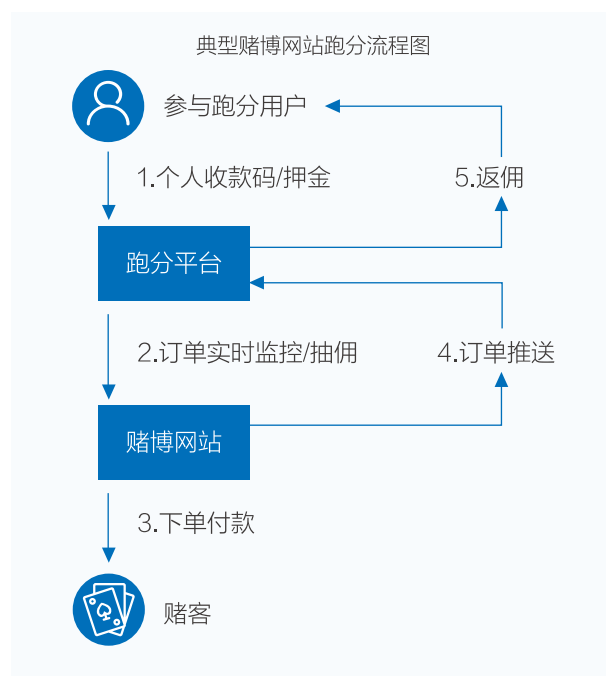 典型赌博网站跑分流程图
参与跑分用户
1.个人收款码/押金
5.返佣
跑分平台
2.订单实时监控/抽佣
4.订单推送
赌博网站
3.下单付款
赌客